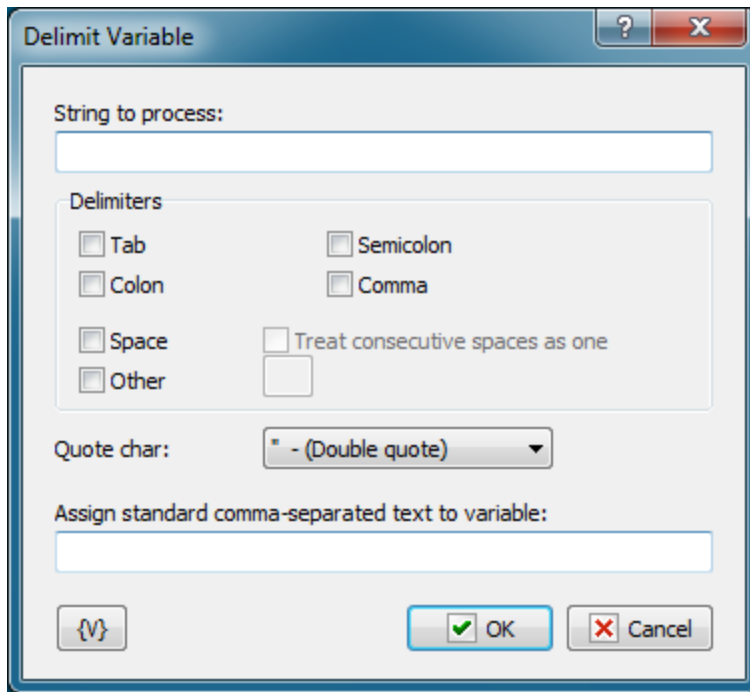 Delimit Variable
?
String to process:
Delimiters
Tab Semicolon
Colon Comma
Space Treat consecutive spaces as one
Other
Quote char: " - (Double quote)
Assign standard comma-separated text to variable:
{V} OK Cancel